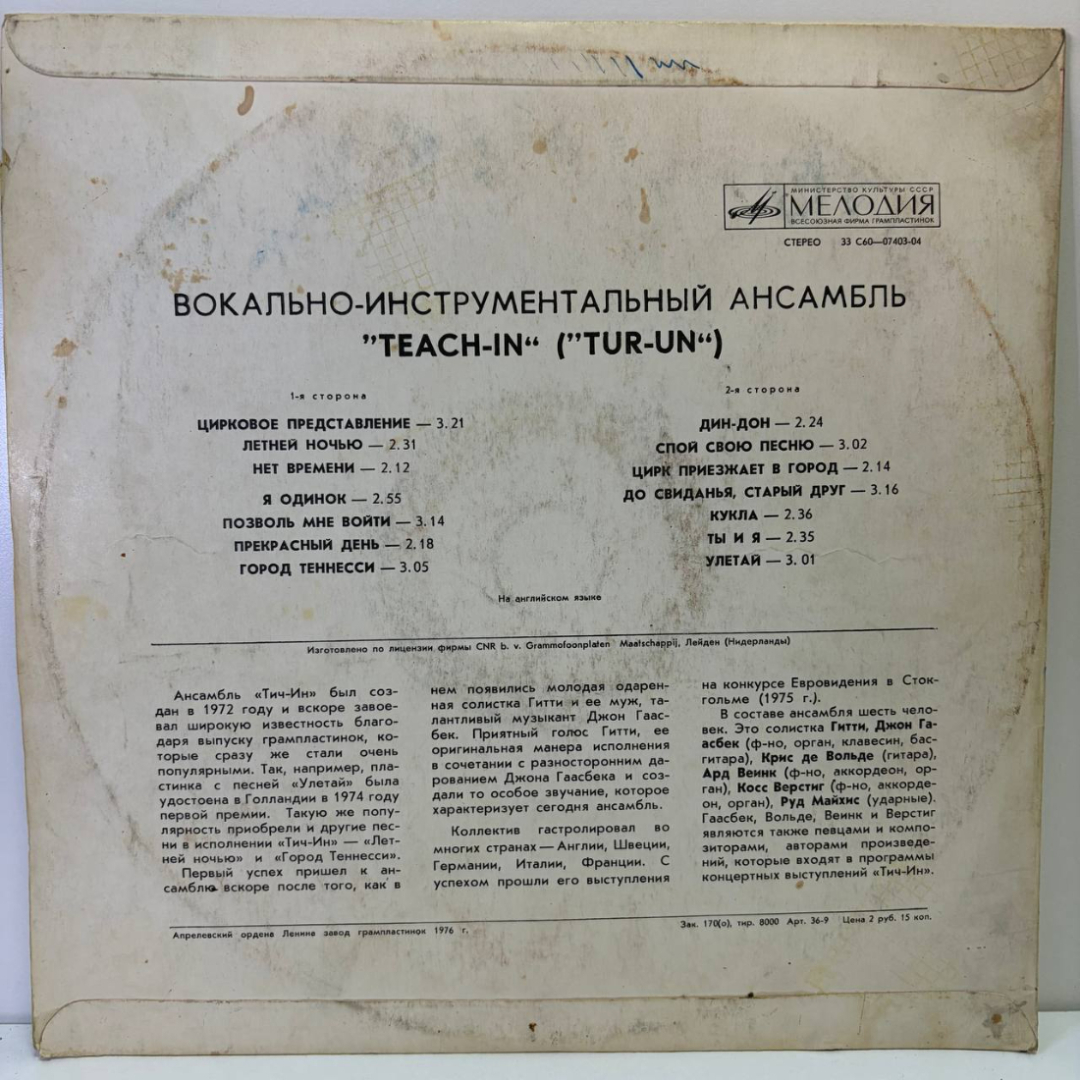 МИНИСТЕРСТВО КУЛЬТУРЫ СССР
МЕЛОДИЯ
ВСЕСОЮЗНАЯ ФИРМА ГРАМПЛАСТИНОК
СТЕРЕО 33 С60—07403-04
ВОКАЛЬНО-ИНСТРУМЕНТАЛЬНЫЙ АНСАМБЛЬ
”TEACH-IN“ (”TUR-UN“)
1-я сторона
ЦИРКОВОЕ ПРЕДСТАВЛЕНИЕ — 3.21
ЛЕТНЕЙ НОЧЬЮ — 2.31
НЕТ ВРЕМЕНИ — 2.12
Я ОДИНОК — 2.55
ПОЗВОЛЬ МНЕ ВОЙТИ — 3.14
ПРЕКРАСНЫЙ ДЕНЬ — 2.18
ГОРОД ТЕННЕССИ — 3.05
2-я сторона
ДИН-ДОН — 2.24
СПОЙ СВОЮ ПЕСНЮ — 3.02
ЦИРК ПРИЕЗЖАЕТ В ГОРОД — 2.14
ДО СВИДАНЬЯ, СТАРЫЙ ДРУГ — 3.16
КУКЛА — 2.36
ТЫ И Я — 2.35
УЛЕТАЙ — 3.01
На английском языке
Изготовлено по лицензии фирмы CNR b. v. Grammofoonplaten Maatschappij, Лейден (Нидерланды)
Ансамбль «Тич-Ин» был соз-
дан в 1972 году и вскоре завое-
вал широкую известность благо-
даря выпуску грампластинок, ко-
торые сразу же стали очень
популярными. Так, например, пла-
стинка с песней «Улетай» была
удостоена в Голландии в 1974 году
первой премии. Такую же попу-
лярность приобрели и другие пес-
ни в исполнении «Тич-Ин» — «Лет-
ней ночью» и «Город Теннесси».
Первый успех пришел к ан-
самблю вскоре после того, как в
нем появились молодая одарен-
ная солистка Гитти и ее муж, та-
лантливый музыкант Джон Гаас-
бек. Приятный голос Гитти, ее
оригинальная манера исполнения
в сочетании с разносторонним да-
рованием Джона Гаасбека и соз-
дали то особое звучание, которое
характеризует сегодня ансамбль.
Коллектив гастролировал во
многих странах — Англии, Швеции,
Германии, Италии, Франции. С
успехом прошли его выступления
на конкурсе Евровидения в Сток-
гольме (1975 г.).
В составе ансамбля шесть чело-
век. Это солистка Гитти, Джон Га-
асбек (ф-но, орган, клавесин, бас-
гитара), Крис де Вольде (гитара),
Ард Веинк (ф-но, аккордеон, ор-
ган), Косс Верстиг (ф-но, аккорде-
он, орган), Руд Майхис (ударные).
Гаасбек, Вольде, Веинк и Верстиг
являются также певцами и компо-
зиторами, авторами произведе-
ний, которые входят в программы
концертных выступлений «Тич-Ин».
Апрелевский ордена Ленина завод грампластинок 1976 г.
Зак. 170(о), тир. 8000 Арт. 36-9 Цена 2 руб. 15 коп.